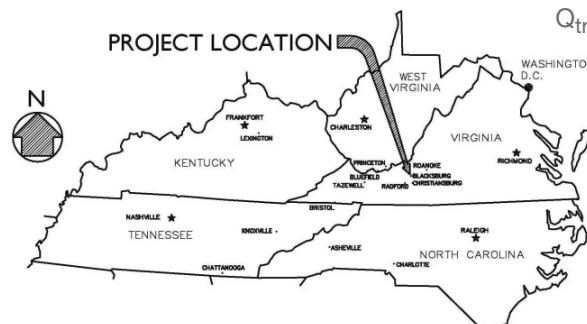 Qtr
PROJECT LOCATION
WASHINGTON
D.C.
WEST
VIRGINIA
N
FRANKFORT
LEXINGTON
CHARLESTON
VIRGINIA
KENTUCKY
PRINCETON
ROANOKE
RICHMOND
BLUEFIELD
BLACKSBURG
TAZEWELL
RADFORD
CHRISTIANSBURG
BRISTOL
NASHVILLE
TENNESSEE
KNOXVILLE
RALEIGH
ASHEVILLE
NORTH CAROLINA
CHARLOTTE
CHATTANOOGA